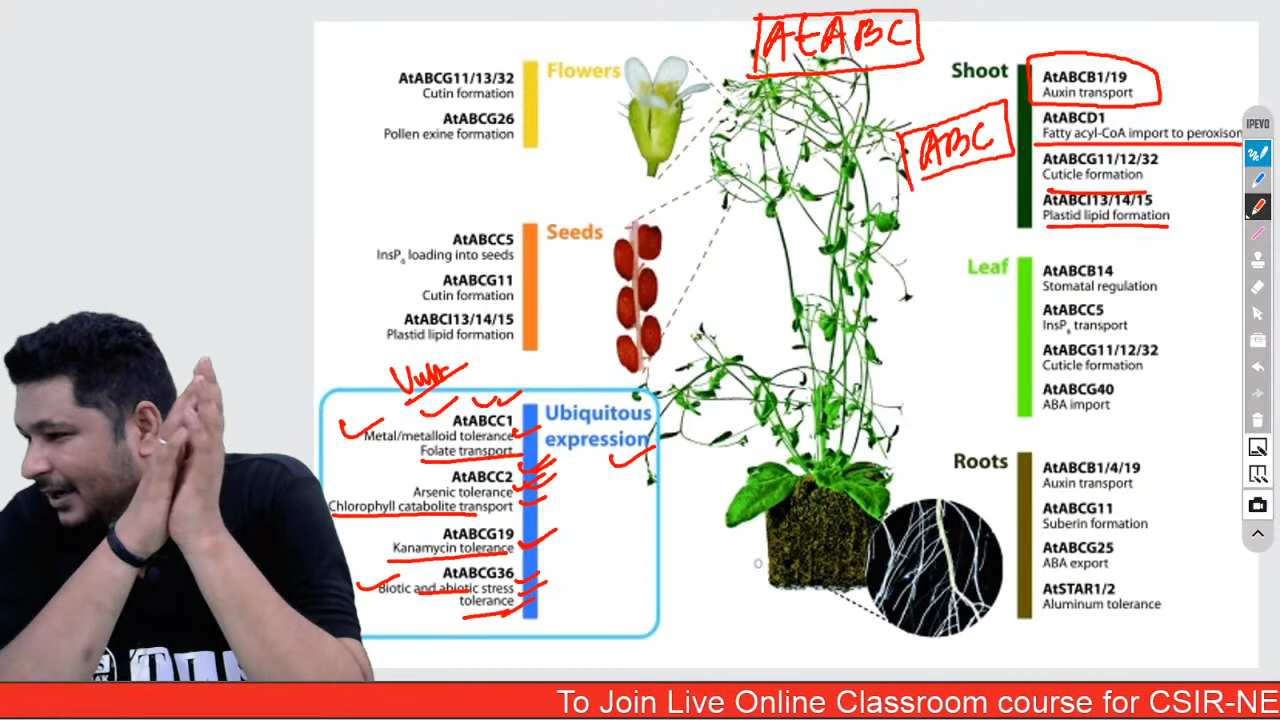 AtABC
ABC
Flowers
AtABCG11/13/32
Cutin formation
AtABCG26
Pollen exine formation
Seeds
AtABCC5
InsP6 loading into seeds
AtABCG11
Cutin formation
AtABCI13/14/15
Plastid lipid formation
Ubiquitous
expression
AtABCC1
Metal/metalloid tolerance
Folate transport
AtABCC2
Arsenic tolerance
Chlorophyll catabolite transport
AtABCG19
Kanamycin tolerance
AtABCG36
Biotic and abiotic stress
tolerance
Shoot
AtABCB1/19
Auxin transport
AtABCD1
Fatty acyl-CoA import to peroxisom
AtABCG11/12/32
Cuticle formation
AtABCI13/14/15
Plastid lipid formation
Leaf
AtABCB14
Stomatal regulation
AtABCC5
InsP6 transport
AtABCG11/12/32
Cuticle formation
AtABCG40
ABA import
Roots
AtABCB1/4/19
Auxin transport
AtABCG11
Suberin formation
AtABCG25
ABA export
AtSTAR1/2
Aluminum tolerance
IPEVO
To Join Live Online Classroom course for CSIR-NE